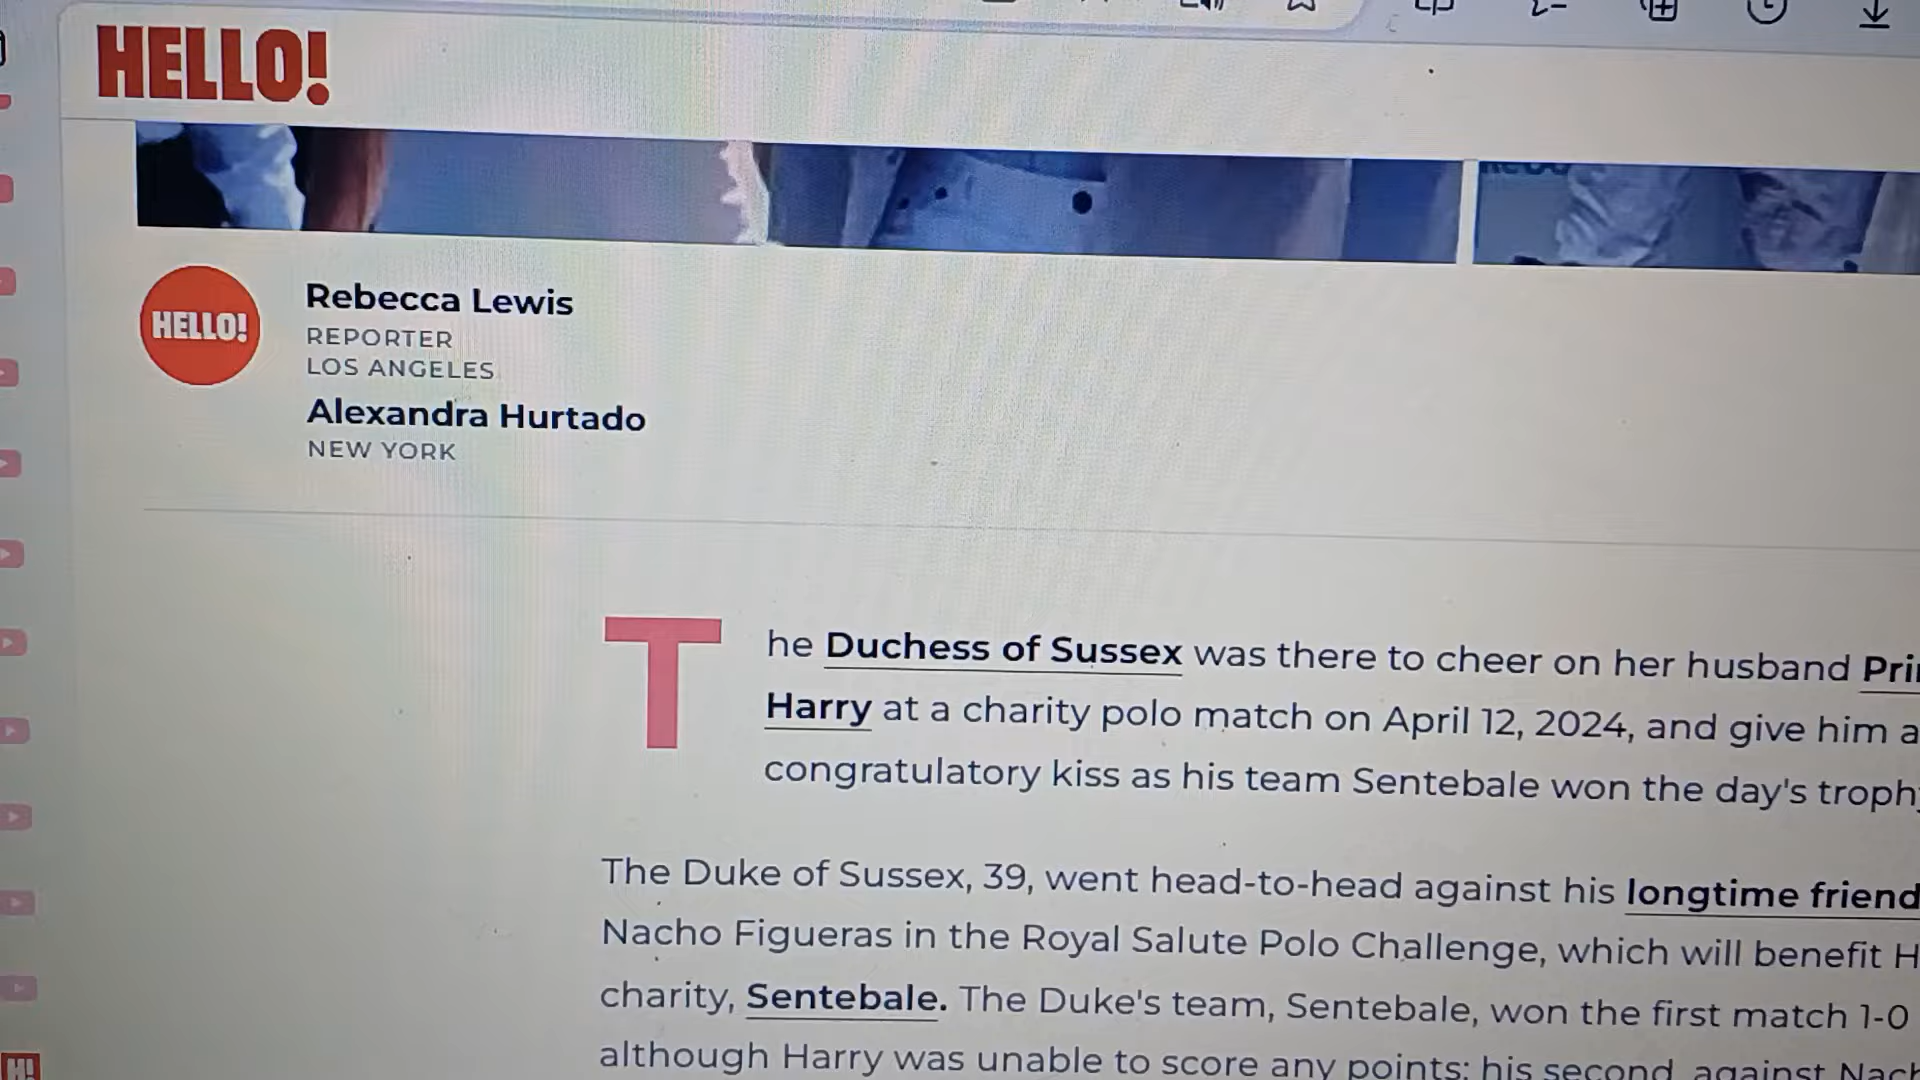 HELLO!
HELLO!
Rebecca Lewis
REPORTER
LOS ANGELES
Alexandra Hurtado
NEW YORK
The Duchess of Sussex was there to cheer on her husband
Harry at a charity polo match on April 12, 2024, and give him a
congratulatory kiss as his team Sentebale won the day's
The Duke of Sussex, 39, went head-to-head against his longtime friend
Nacho Figueras in the Royal Salute Polo Challenge, which will benefit
charity, Sentebale. The Duke's team, Sentebale, won the first match 1-0
although Harry was unable to score any points; his second, against
H!